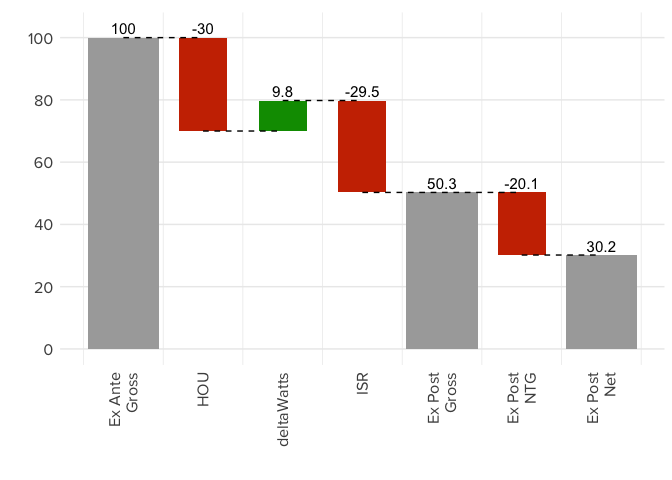 100
-30
100
9.8
-29.5
80
60
50.3
-20.1
40
30.2
20
0
Ex Ante
Gross
HOU
deltaWatts
ISR
Ex Post
Gross
Ex Post
NTG
Ex Post
Net